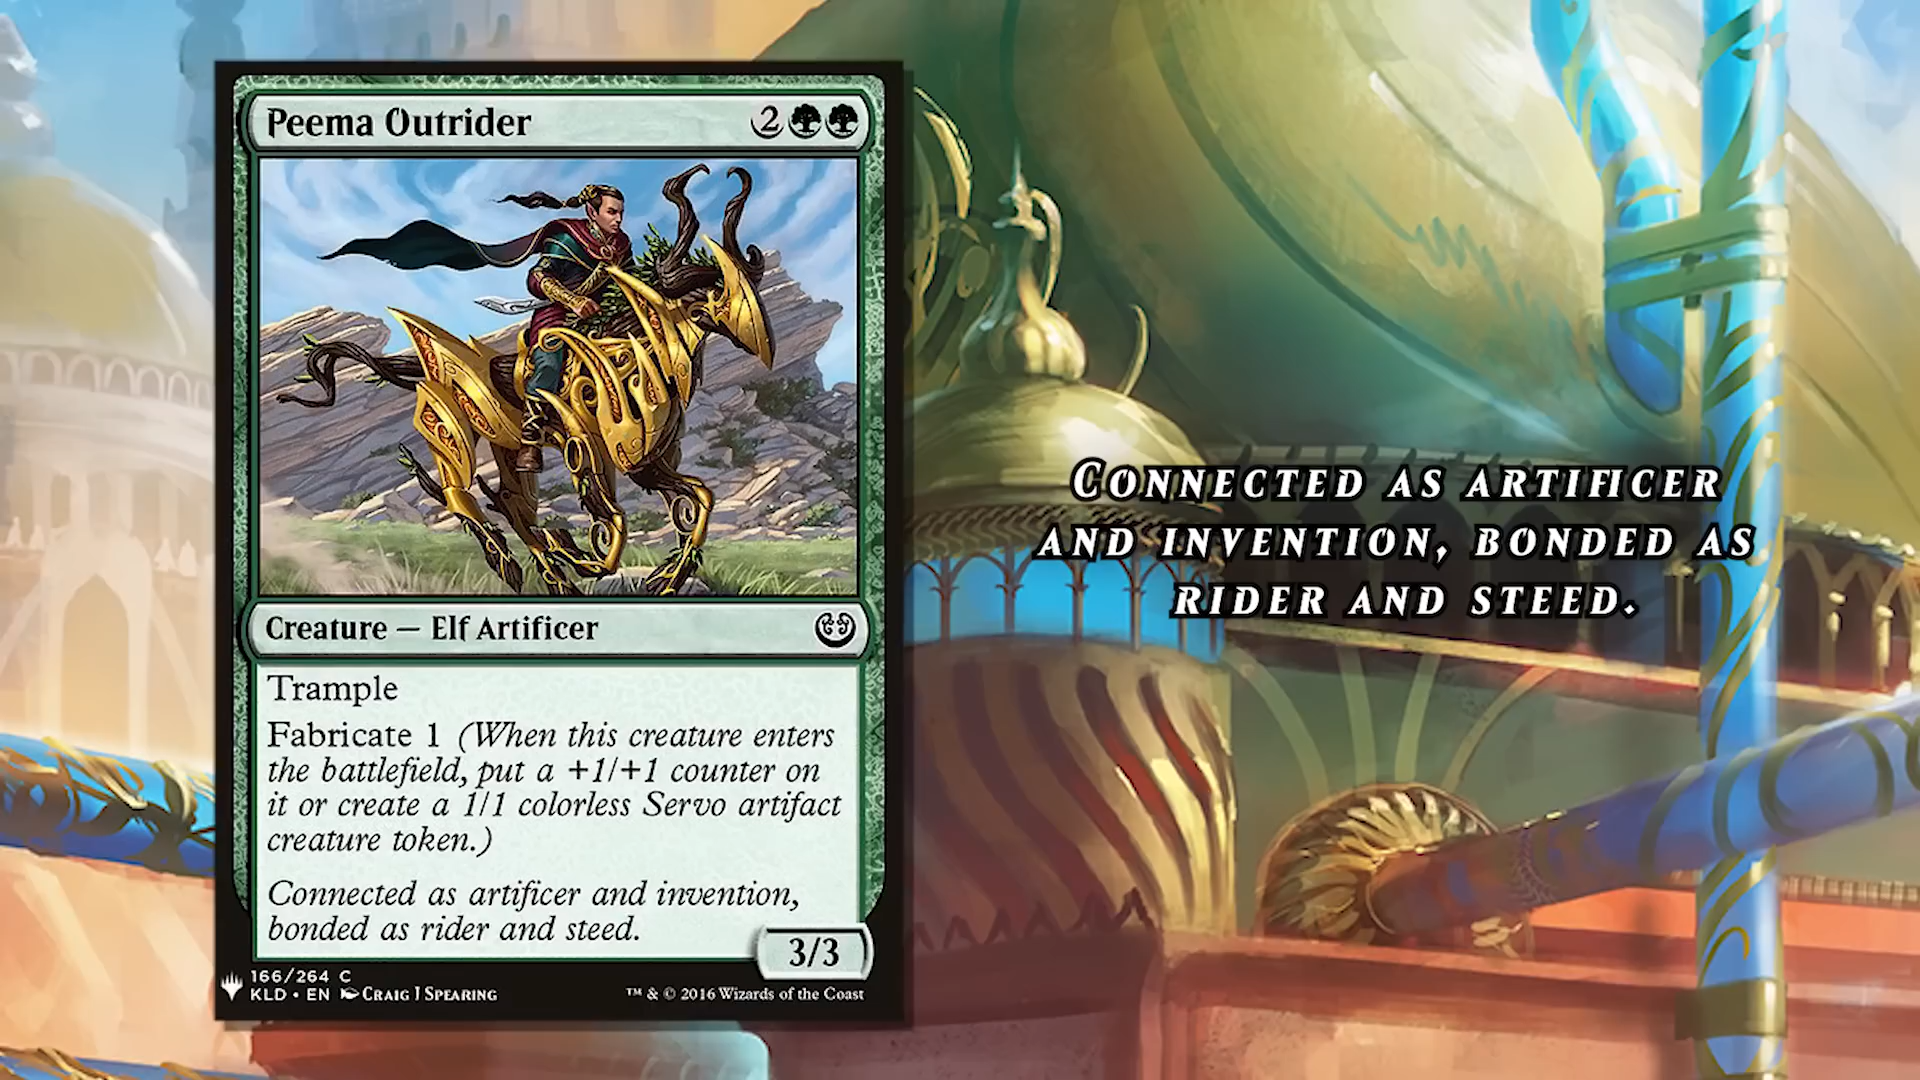 Peema Outrider 2
Creature — Elf Artificer
Trample
Fabricate 1 (When this creature enters
the battlefield, put a +1/+1 counter on
it or create a 1/1 colorless Servo artifact
creature token.)
Connected as artificer and invention,
bonded as rider and steed.
3/3
166/264 C
KLD • EN Craig J Spearing
™ & © 2016 Wizards of the Coast
Connected as artificer
and invention, bonded as
rider and steed.